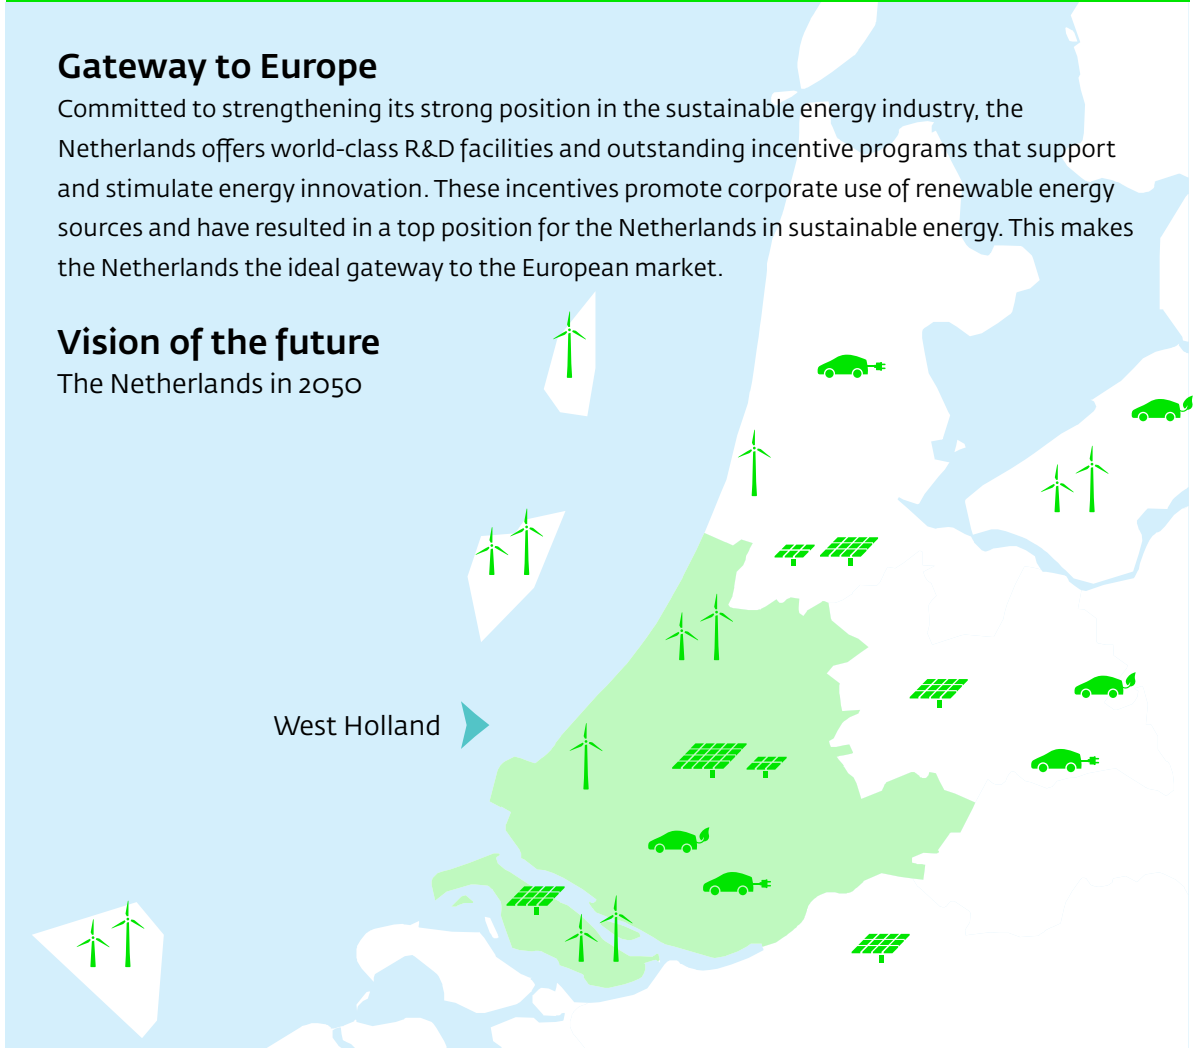 Gateway to Europe
Committed to strengthening its strong position in the sustainable energy industry, the
Netherlands offers world-class R&D facilities and outstanding incentive programs that support
and stimulate energy innovation. These incentives promote corporate use of renewable energy
sources and have resulted in a top position for the Netherlands in sustainable energy. This makes
the Netherlands the ideal gateway to the European market.
Vision of the future
The Netherlands in 2050
West Holland